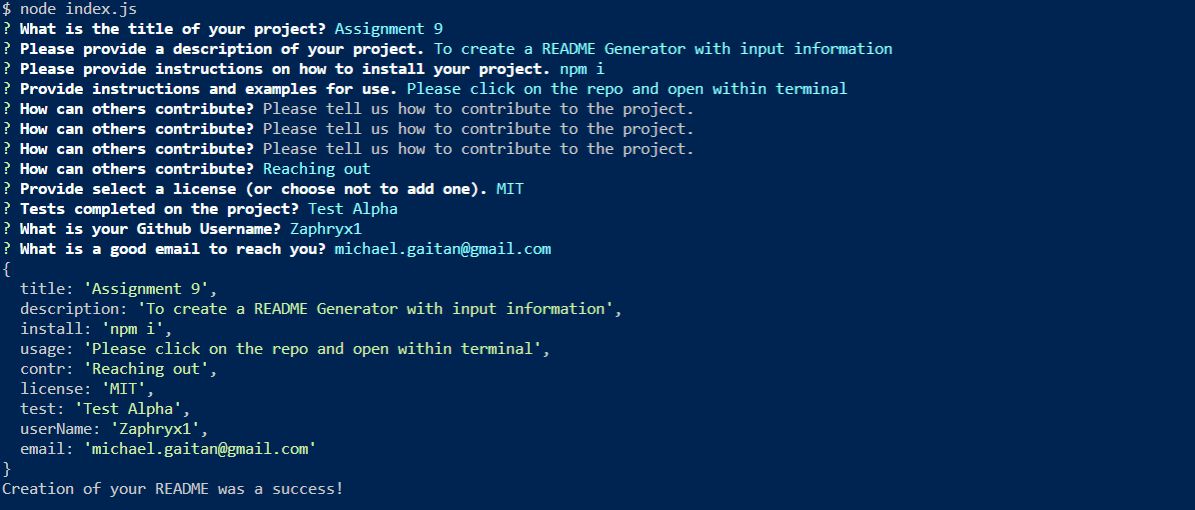 $ node index.js
? What is the title of your project? Assignment 9
? Please provide a description of your project. To create a README Generator with input information
? Please provide instructions on how to install your project. npm i
? Provide instructions and examples for use. Please click on the repo and open within terminal
? How can others contribute? Please tell us how to contribute to the project.
? How can others contribute? Please tell us how to contribute to the project.
? How can others contribute? Please tell us how to contribute to the project.
? How can others contribute? Reaching out
? Provide select a license (or choose not to add one). MIT
? Tests completed on the project? Test Alpha
? What is your Github Username? Zaphryx1
? What is a good email to reach you? michael.gaitan@gmail.com
{
  title: 'Assignment 9',
  description: 'To create a README Generator with input information',
  install: 'npm i',
  usage: 'Please click on the repo and open within terminal',
  contr: 'Reaching out',
  license: 'MIT',
  test: 'Test Alpha',
  userName: 'Zaphryx1',
  email: 'michael.gaitan@gmail.com'
}
Creation of your README was a success!